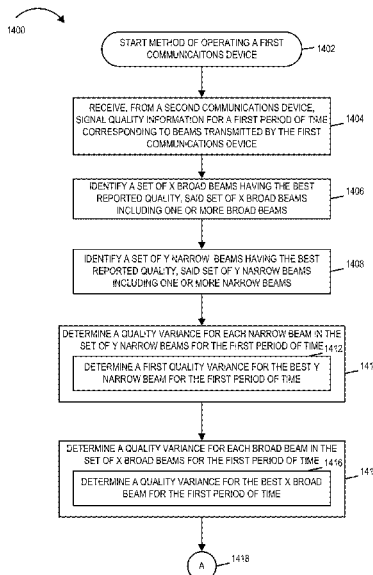 1400
START METHOD OF OPERATING A FIRST
COMMUNICAITONS DEVICE
1402
RECEIVE, FROM A SECOND COMMUNICATIONS DEVICE,
SIGNAL QUALITY INFORMATION FOR A FIRST PERIOD OF TIME
CORRESPONDING TO BEAMS TRANSMITTED BY THE FIRST
COMMUNICATIONS DEVICE
1404
IDENTIFY A SET OF X BROAD BEAMS HAVING THE BEST
REPORTED QUALITY, SAID SET OF X BROAD BEAMS
INCLUDING ONE OR MORE BROAD BEAMS
1406
IDENTIFY A SET OF Y NARROW BEAMS HAVING THE BEST
REPORTED QUALITY, SAID SET OF Y NARROW BEAMS
INCLUDING ONE OR MORE NARROW BEAMS
1408
DETERMINE A QUALITY VARIANCE FOR EACH NARROW BEAM IN THE
SET OF Y NARROW BEAMS FOR THE FIRST PERIOD OF TIME
1412
DETERMINE A FIRST QUALITY VARIANCE FOR THE BEST Y
NARROW BEAM FOR THE FIRST PERIOD OF TIME
141
DETERMINE A QUALITY VARIANCE FOR EACH BROAD BEAM IN THE
SET OF X BROAD BEAMS FOR THE FIRST PERIOD OF TIME
1416
DETERMINE A QUALITY VARIANCE FOR THE BEST X BROAD
BEAM FOR THE FIRST PERIOD OF TIME
141
A
1418